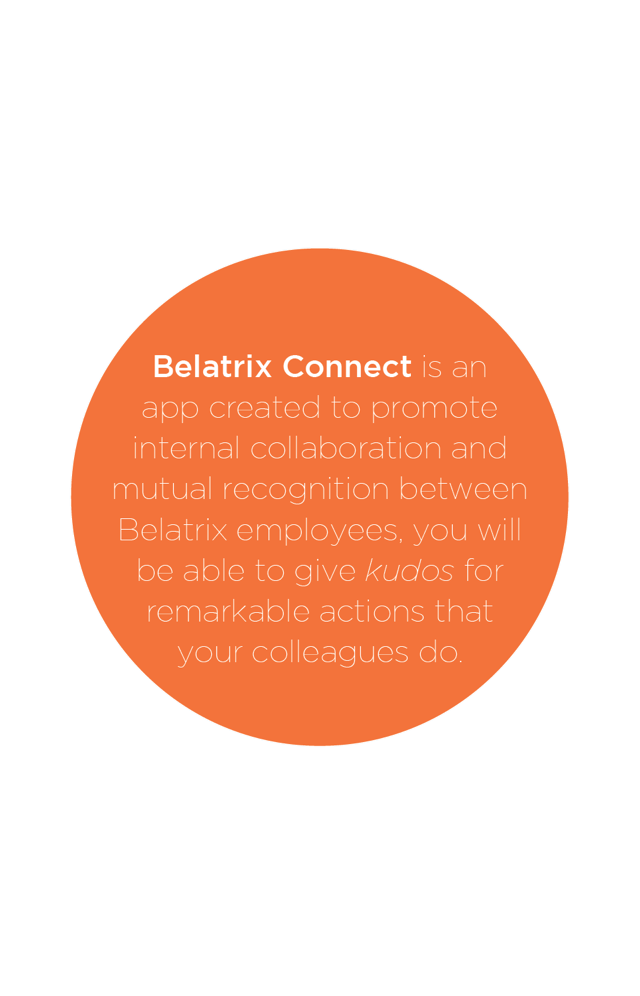 Belatrix Connect is an
app created to promote
internal collaboration and
mutual recognition between
Belatrix employees, you will
be able to give kudos for
remarkable actions that
your colleagues do.